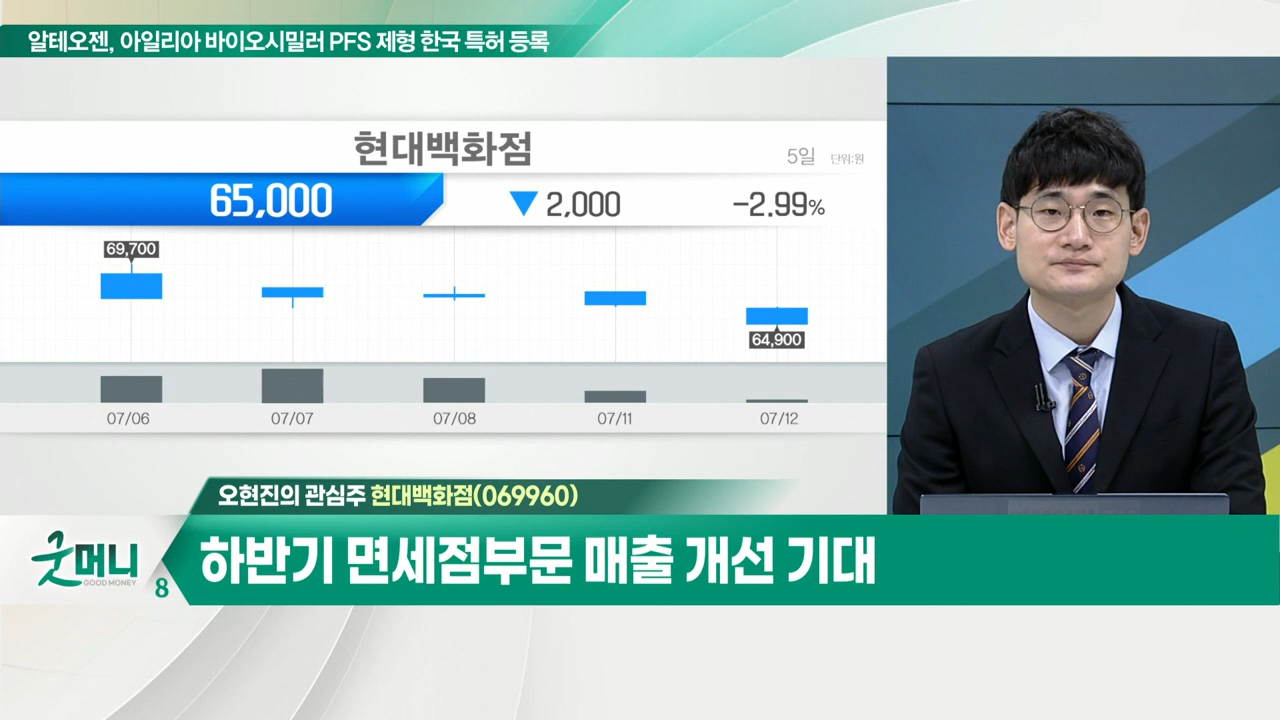 알테오젠, 아일리아 바이오시밀러 PFS 제형 한국 특허 등록
현대백화점
5일 단위:원
65,000 ▼ 2,000 -2.99%
69,700
64,900
07/06 07/07 07/08 07/11 07/12
오현진의 관심주 현대백화점(069960)
굿머니
GOOD MONEY
8
하반기 면세점부문 매출 개선 기대